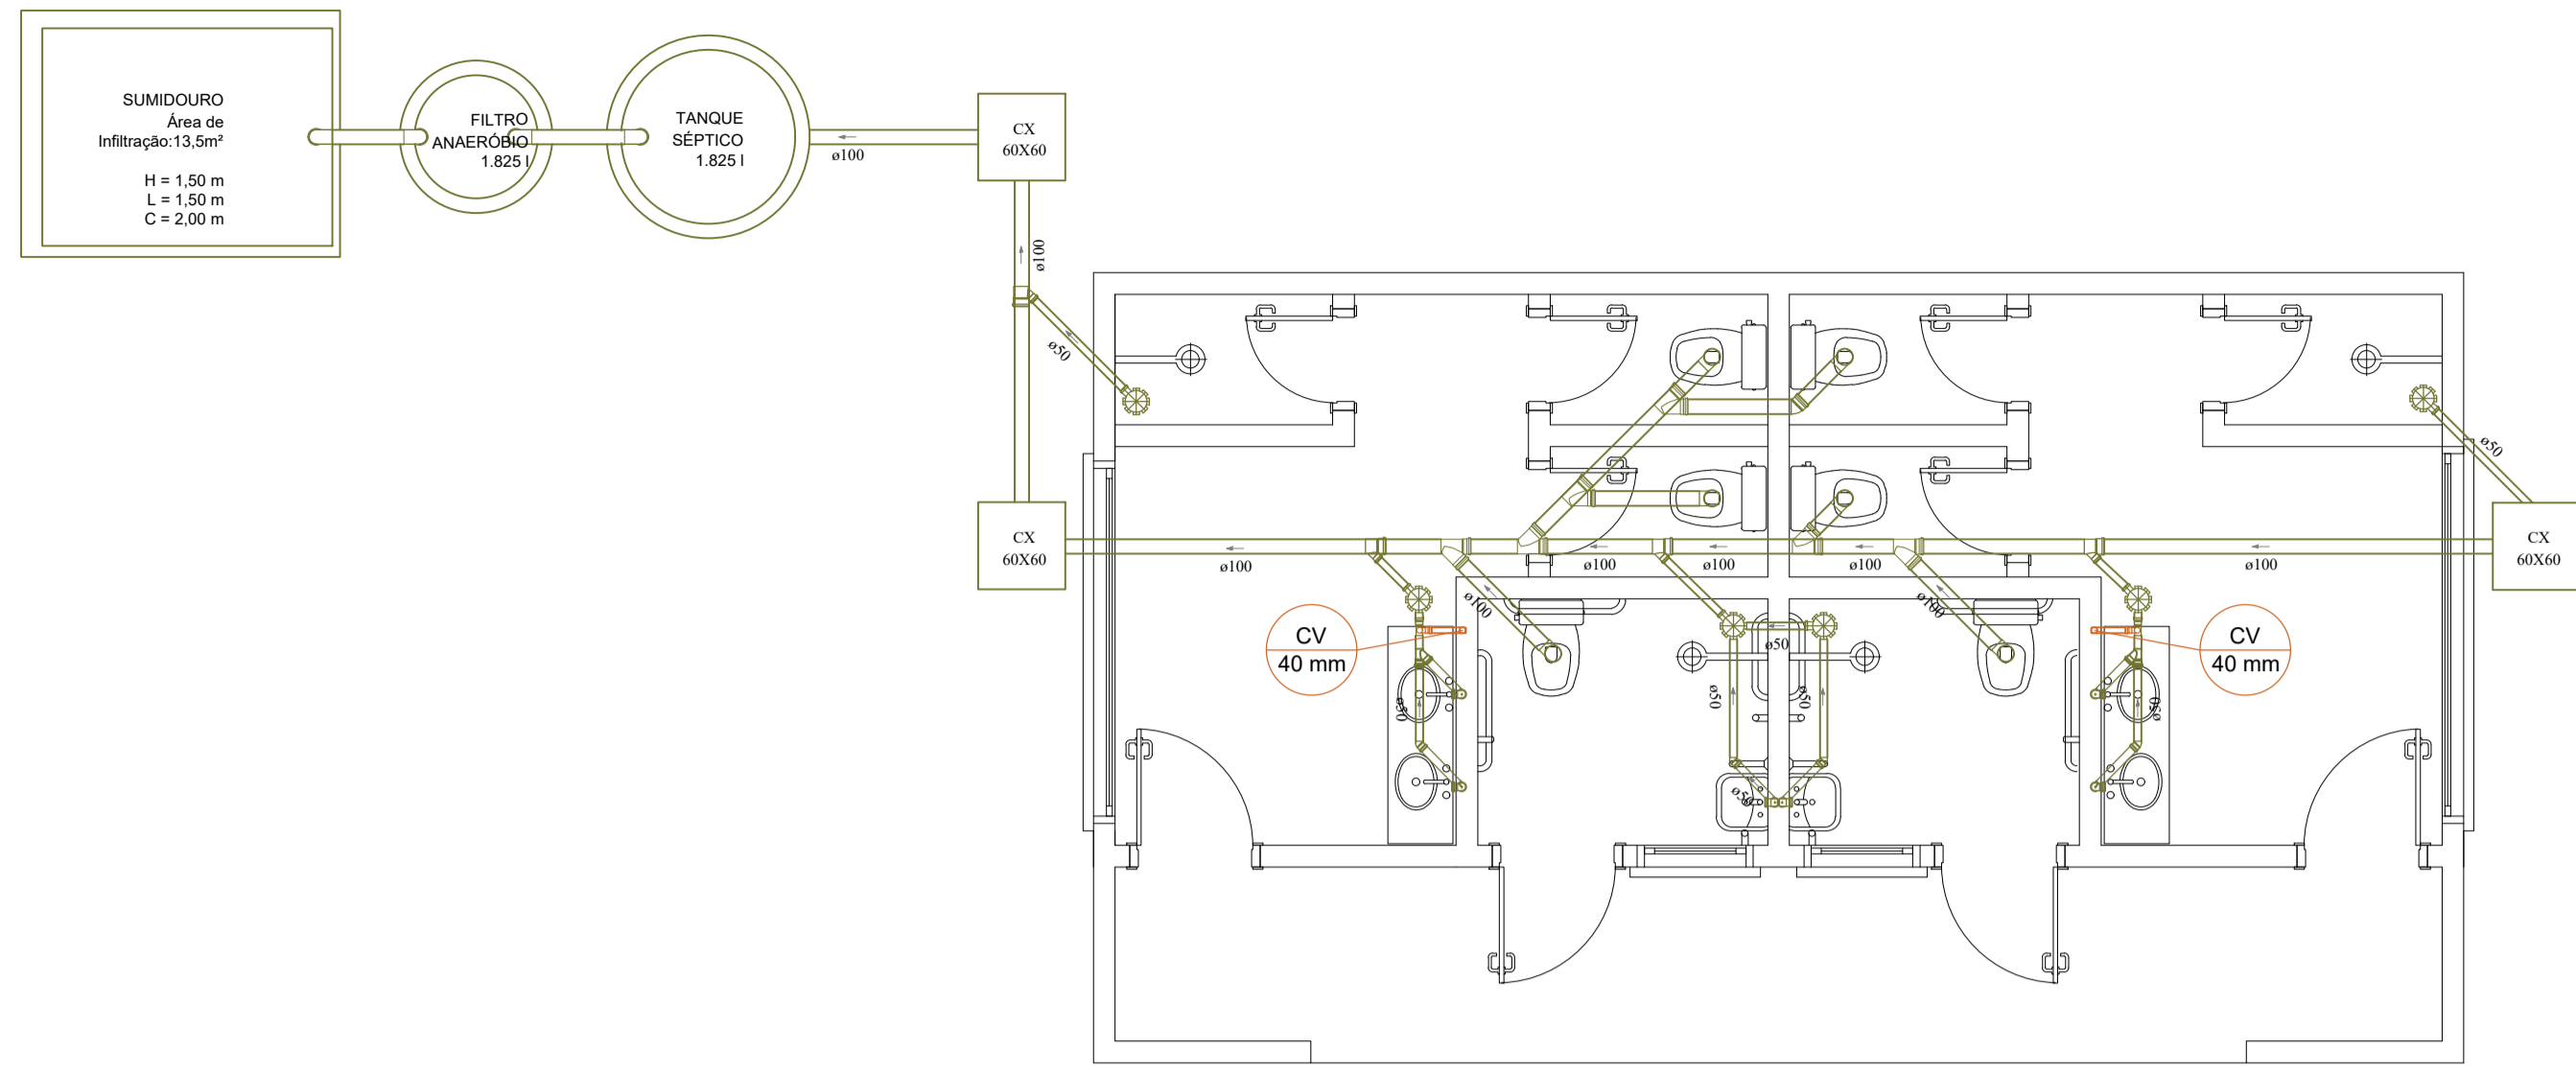 SUMIDOURO
Área de
Infiltração:13,5m²
H = 1,50 m
L = 1,50 m
C = 2,00 m
FILTRO
ANAERÓBIO
1.825 l
TANQUE
SÉPTICO
1.825 l
ø100
CX
60X60
ø100
ø50
CX
60X60
ø100
ø100
ø100
ø100
ø100
ø50
CX
60X60
ø100
ø100
CV
40 mm
ø50
ø50
ø50
ø50
ø50
ø50
CV
40 mm